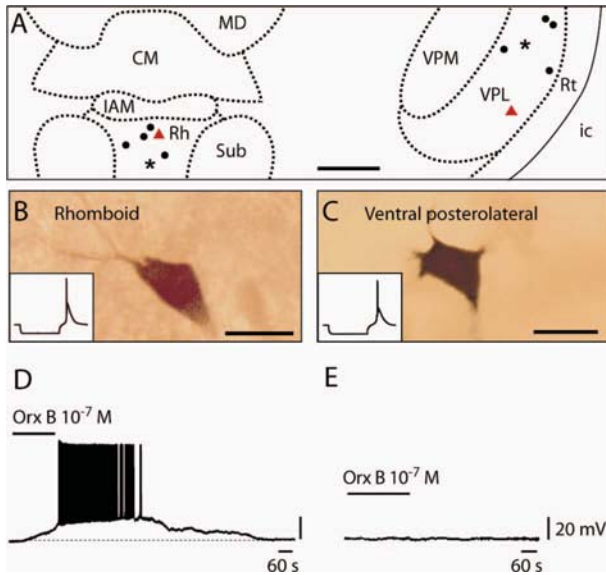 A
MD
CM
IAM
Rh
Sub
VPM
VPL
Rt
ic
*
*
B Rhomboid
C Ventral posterolateral
D
E
Orx B 10⁻⁷ M
Orx B 10⁻⁷ M
20 mV
60 s
60 s